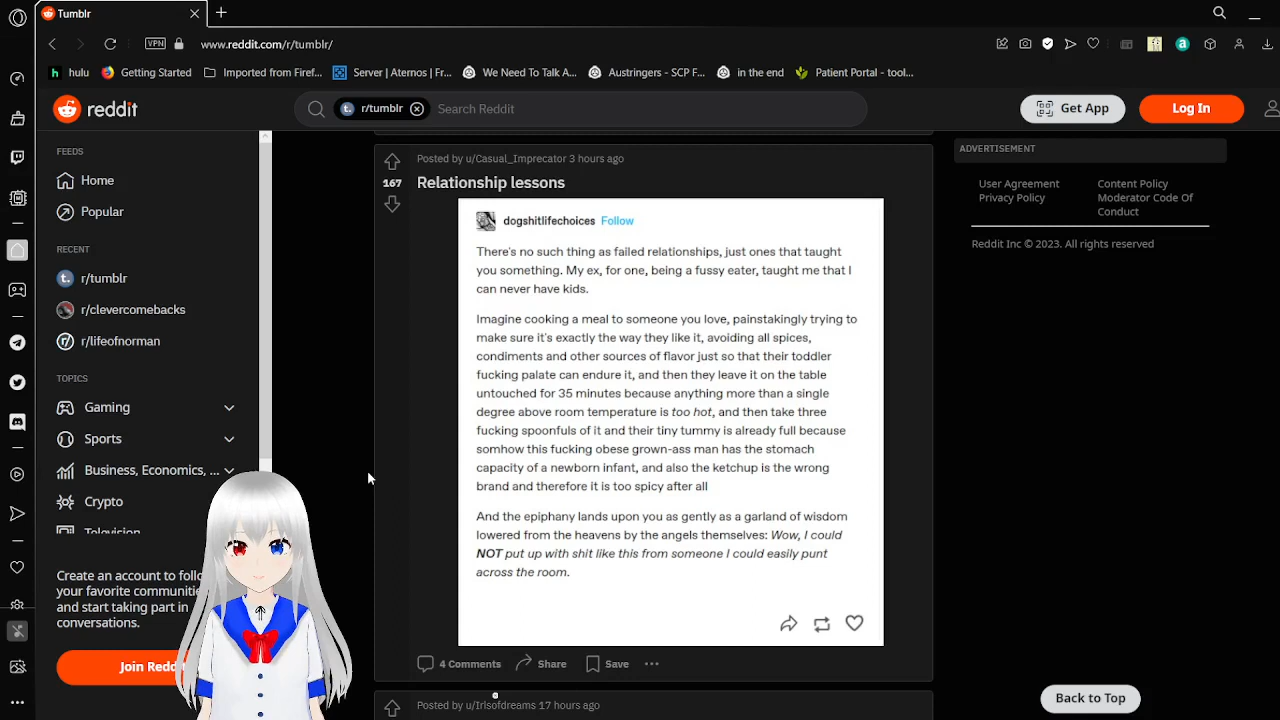 Tumblr
VPN
www.reddit.com/r/tumblr/
hulu
Getting Started
Imported from Firef...
Server | Aternos | Fr...
We Need To Talk A...
Austringers - SCP F...
in the end
Patient Portal - tool...
reddit
r/tumblr
Search Reddit
Get App
Log In
FEEDS
Home
Popular
RECENT
r/tumblr
r/clevercomebacks
r/lifeofnorman
TOPICS
Gaming
Sports
Business, Economics, ...
Crypto
Television
Create an account to follo
your favorite communities
and start taking part in
conversations.
Join Reddit
Posted by u/Casual_Imprecator 3 hours ago
167
Relationship lessons
dogshitlifechoices Follow
There's no such thing as failed relationships, just ones that taught
you something. My ex, for one, being a fussy eater, taught me that I
can never have kids.
Imagine cooking a meal to someone you love, painstakingly trying to
make sure it's exactly the way they like it, avoiding all spices,
condiments and other sources of flavor just so that their toddler
fucking palate can endure it, and then they leave it on the table
untouched for 35 minutes because anything more than a single
degree above room temperature is too hot, and then take three
fucking spoonfuls of it and their tiny tummy is already full because
somhow this fucking obese grown-ass man has the stomach
capacity of a newborn infant, and also the ketchup is the wrong
brand and therefore it is too spicy after all
And the epiphany lands upon you as gently as a garland of wisdom
lowered from the heavens by the angels themselves: Wow, I could
NOT put up with shit like this from someone I could easily punt
across the room.
4 Comments
Share
Save
Posted by u/Irlsofdreams 17 hours ago
ADVERTISEMENT
User Agreement
Privacy Policy
Content Policy
Moderator Code Of
Conduct
Reddit Inc © 2023. All rights reserved
Back to Top